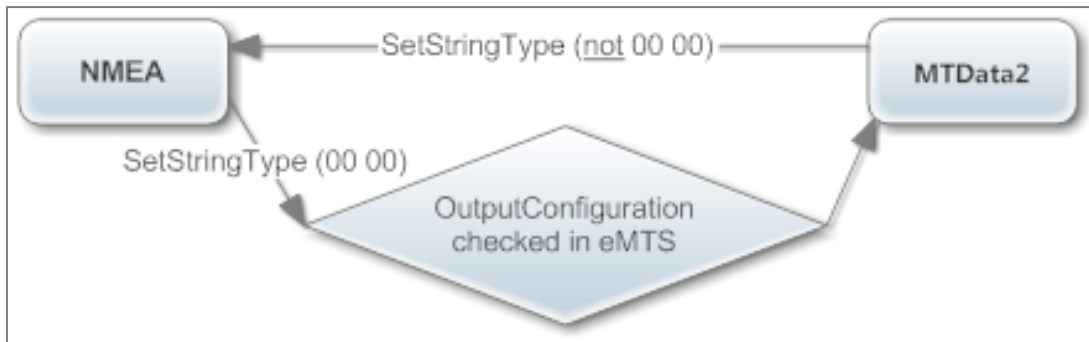 SetStringType (not 00 00)
NMEA
MTData2
SetStringType (00 00)
OutputConfiguration
checked in eMTS